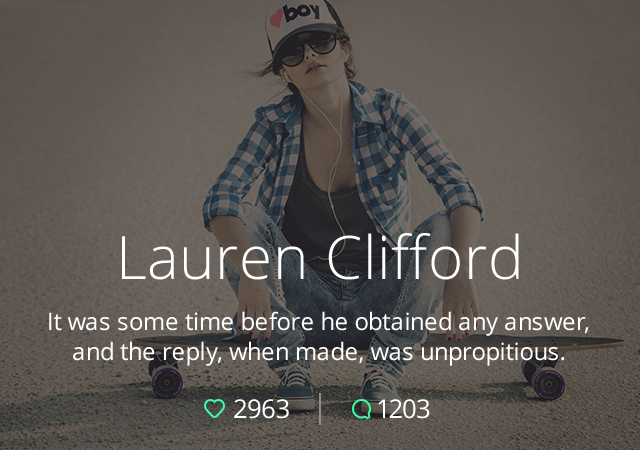 boy
Lauren Clifford
It was some time before he obtained any answer,
and the reply, when made, was unpropitious.
2963
1203